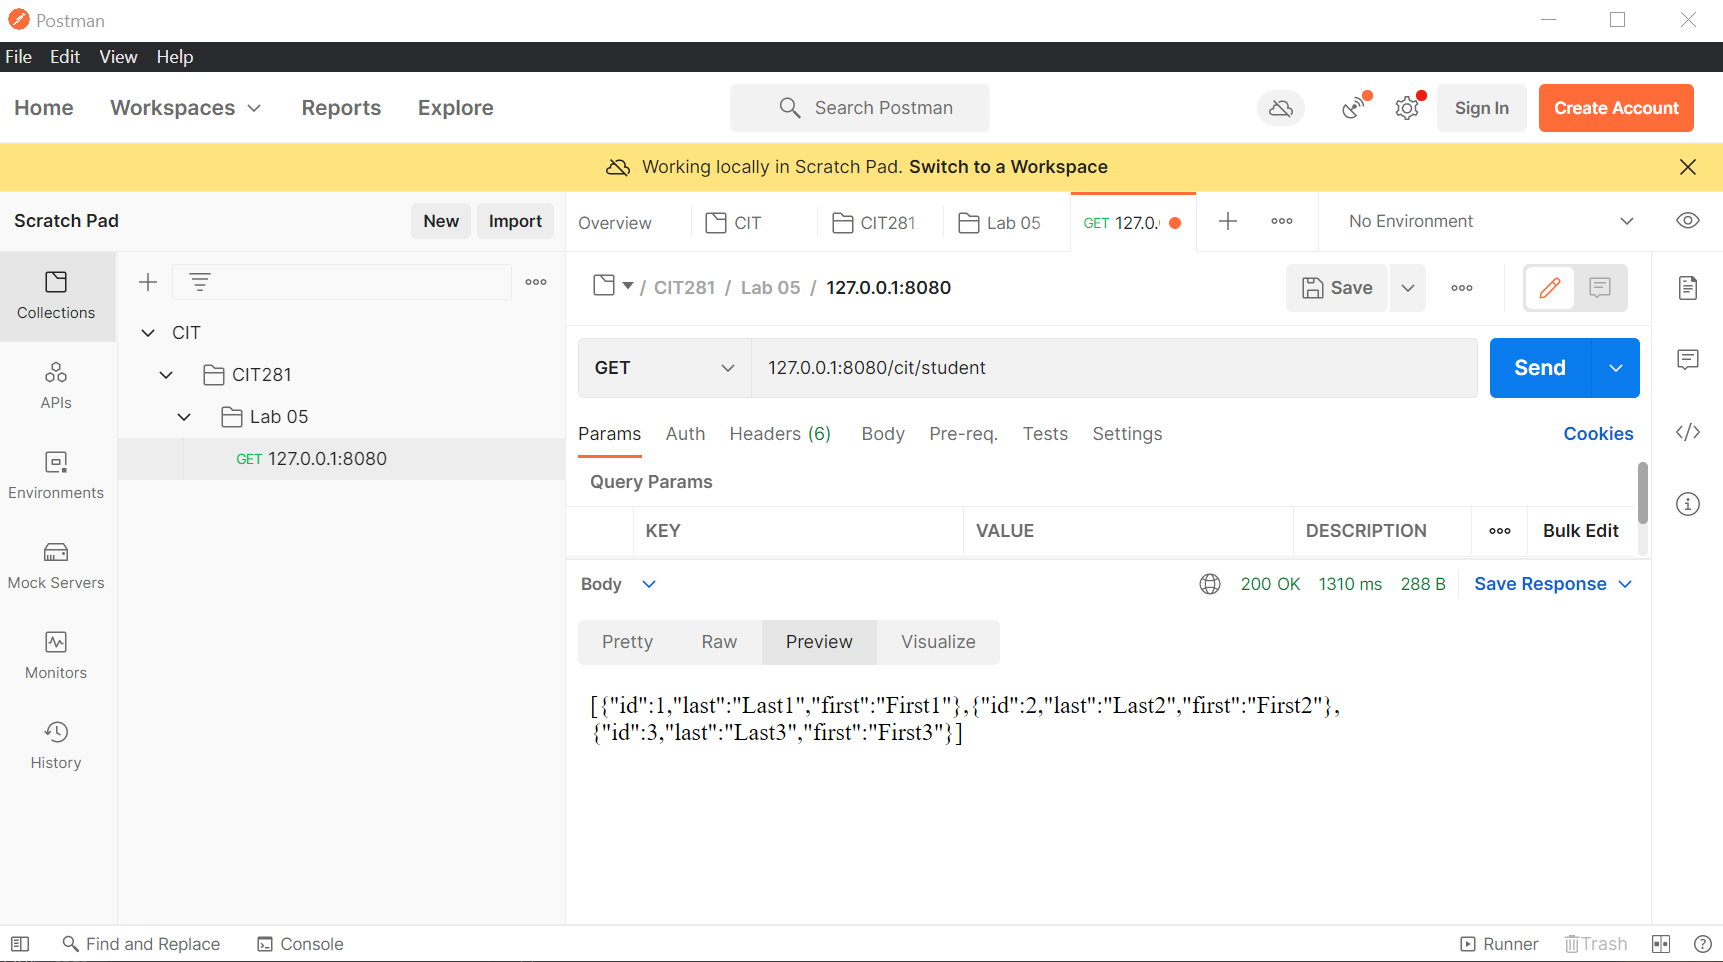 Postman
File Edit View Help
Home Workspaces Reports Explore Search Postman Sign In Create Account
Working locally in Scratch Pad. Switch to a Workspace
Scratch Pad New Import
Overview CIT CIT281 Lab 05 GET 127.0. No Environment
Collections
APIs
Environments
Mock Servers
Monitors
History
CIT
CIT281
Lab 05
GET 127.0.0.1:8080
/ CIT281 / Lab 05 / 127.0.0.1:8080 Save
GET 127.0.0.1:8080/cit/student Send
Params Auth Headers (6) Body Pre-req. Tests Settings Cookies
Query Params
KEY VALUE DESCRIPTION Bulk Edit
Body 200 OK 1310 ms 288 B Save Response
Pretty Raw Preview Visualize
[{"id":1,"last":"Last1","first":"First1"},{"id":2,"last":"Last2","first":"First2"},
{"id":3,"last":"Last3","first":"First3"}]
Find and Replace Console Runner Trash